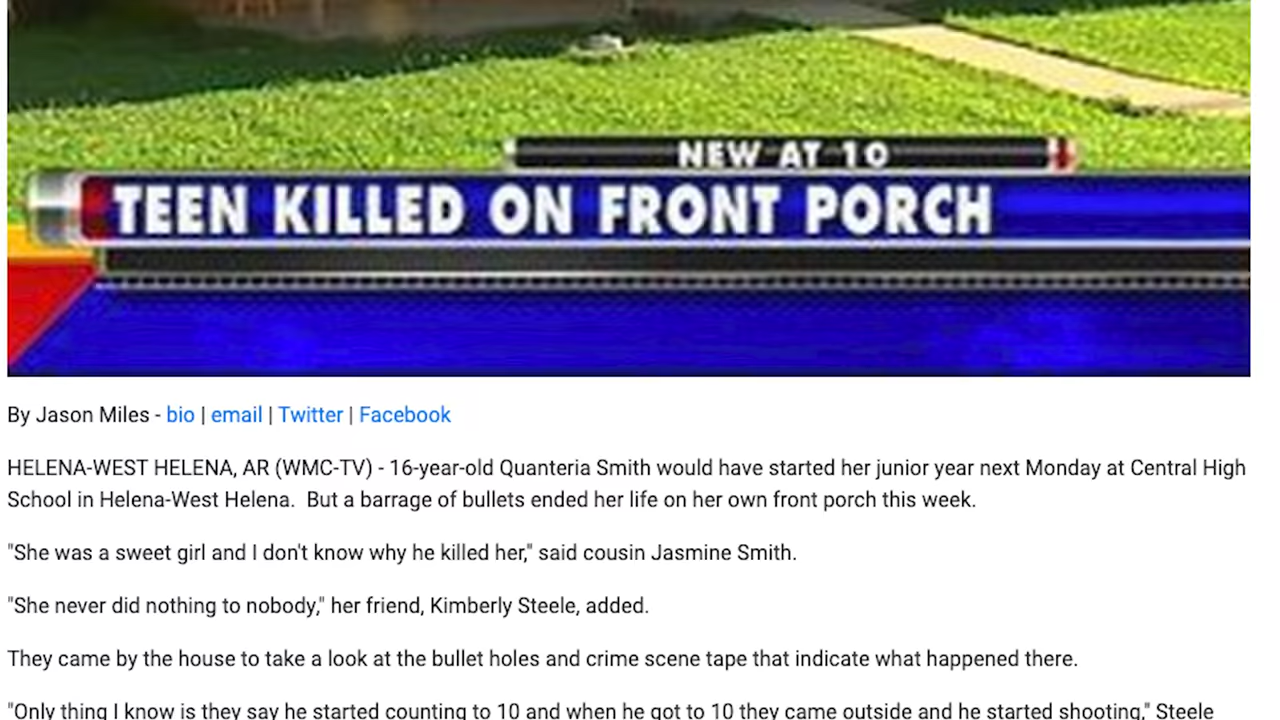 NEW AT 10
TEEN KILLED ON FRONT PORCH
By Jason Miles - bio | email | Twitter | Facebook
HELENA-WEST HELENA, AR (WMC-TV) - 16-year-old Quanteria Smith would have started her junior year next Monday at Central High
School in Helena-West Helena.  But a barrage of bullets ended her life on her own front porch this week.
"She was a sweet girl and I don't know why he killed her," said cousin Jasmine Smith.
"She never did nothing to nobody," her friend, Kimberly Steele, added.
They came by the house to take a look at the bullet holes and crime scene tape that indicate what happened there.
"Only thing I know is they say he started counting to 10 and when he got to 10 they came outside and he started shooting," Steele